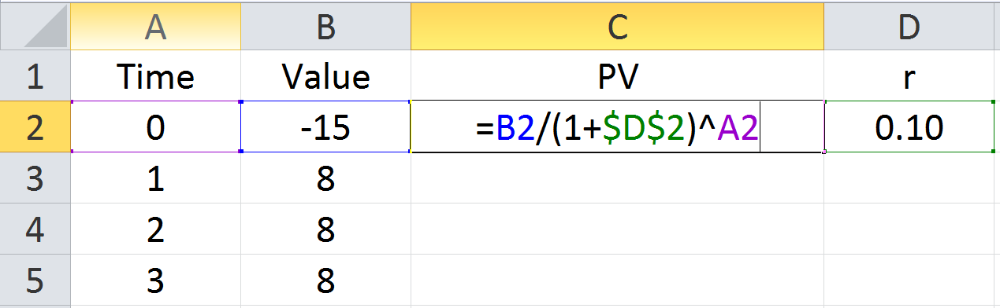 A B C D
1 Time Value PV r
2 0 -15 =B2/(1+$D$2)^A2 0.10
3 1 8
4 2 8
5 3 8